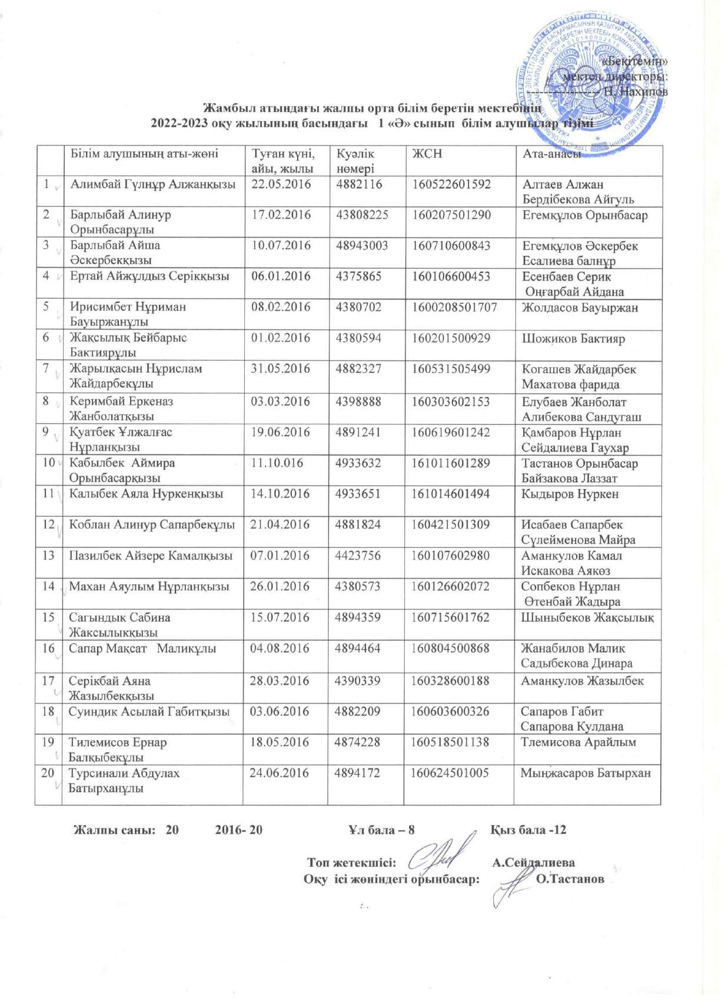 «Бекітемін»
мектеп директоры:
----------------- Н. Нахипов
Жамбыл атындағы жалпы орта білім беретін мектебінің
2022-2023 оқу жылының басындағы 1 «Ә» сынып білім алушылар тізімі
Білім алушының аты-жөні Туған күні, айы, жылы Куәлік нөмері ЖСН Ата-анасы
1 Алимбай Гүлнұр Алжанқызы 22.05.2016 4882116 160522601592 Алтаев Алжан
Бердібекова Айгуль
2 Барлыбай Алинур 17.02.2016 43808225 160207501290 Егемқұлов Орынбасар
Орынбасарұлы
3 Барлыбай Айша 10.07.2016 48943003 160710600843 Егемқұлов Әскербек
Әскербекқызы Есалиева балнұр
4 Ертай Айжұлдыз Серікқызы 06.01.2016 4375865 160106600453 Есенбаев Серик
Оңғарбай Айдана
5 Ирисимбет Нұриман 08.02.2016 4380702 1600208501707 Жолдасов Бауыржан
Бауыржанұлы
6 Жақсылық Бейбарыс 01.02.2016 4380594 160201500929 Шожиков Бактияр
Бактиярұлы
7 Жарылқасын Нұрислам 31.05.2016 4882327 160531505499 Когашев Жайдарбек
Жайдарбекұлы Махатова фарида
8 Керимбай Еркеназ 03.03.2016 4398888 160303602153 Елубаев Жанболат
Жанболатқызы Алибекова Сандугаш
9 Қуатбек Ұлжалғас 19.06.2016 4891241 160619601242 Қамбаров Нұрлан
Нұрланқызы Сейдалиева Гаухар
10 Кабылбек Аймира 11.10.016 4933632 161011601289 Тастанов Орынбасар
Орынбасарқызы Байзакова Лаззат
11 Калыбек Аяла Нуркенқызы 14.10.2016 4933651 161014601494 Кыдыров Нуркен
12 Коблан Алинур Сапарбекұлы 21.04.2016 4881824 160421501309 Исабаев Сапарбек
Сүлейменова Майра
13 Пазилбек Айзере Камалқызы 07.01.2016 4423756 160107602980 Аманкулов Камал
Искакова Аякөз
14 Махан Аяулым Нұрланқызы 26.01.2016 4380573 160126602072 Сопбеков Нұрлан
Өтенбай Жадыра
15 Сагындык Сабина 15.07.2016 4894359 160715601762 Шыныбеков Жақсылық
Жаксылыкқызы
16 Сапар Мақсат Маликұлы 04.08.2016 4894464 160804500868 Жанабилов Малик
Садыбекова Динара
17 Серікбай Аяна 28.03.2016 4390339 160328600188 Аманкулов Жазылбек
Жазылбекқызы
18 Суиндик Асылай Габитқызы 03.06.2016 4882209 160603600326 Сапаров Габит
Сапарова Кулдана
19 Тилемисов Ернар 18.05.2016 4874228 160518501138 Тлемисова Арайлым
Балқыбекұлы
20 Турсинали Абдулах 24.06.2016 4894172 160624501005 Мыңжасаров Батырхан
Батырханұлы
Жалпы саны: 20 2016- 20 Ұл бала – 8 Қыз бала -12
Топ жетекшісі: А.Сейдалиева
Оқу ісі жөніндегі орынбасар: О.Тастанов